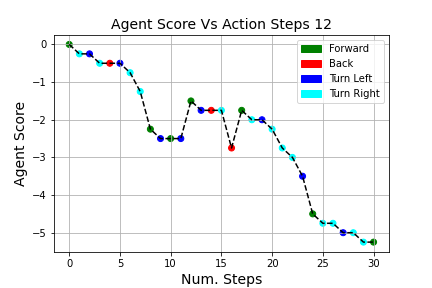 Agent Score Vs Action Steps 12
Agent Score
0
−1
−2
−3
−4
−5
Forward
Back
Turn Left
Turn Right
0 5 10 15 20 25 30
Num. Steps